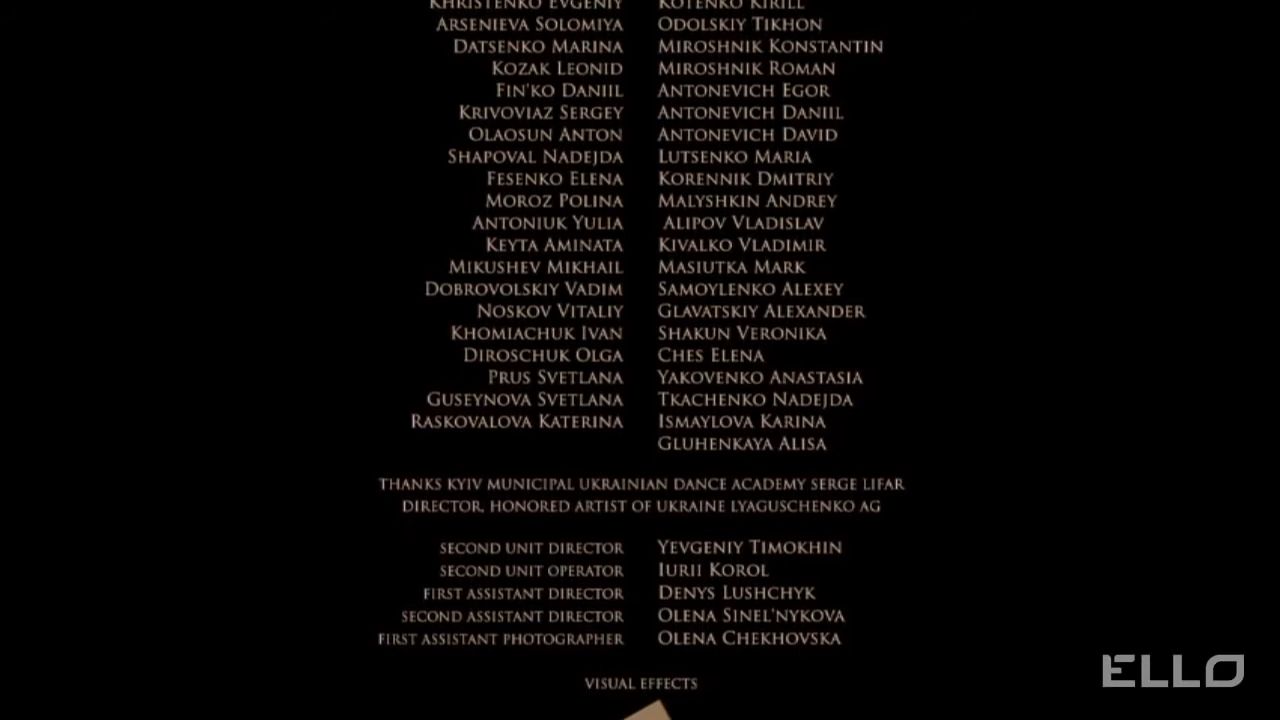 KHRISTENKO EVGENIY KOTENKO KIRILL
ARSENIEVA SOLOMIYA ODOLSKIY TIKHON
DATSENKO MARINA MIROSHNIK KONSTANTIN
KOZAK LEONID MIROSHNIK ROMAN
FIN'KO DANIIL ANTONEVICH EGOR
KRIVOVIAZ SERGEY ANTONEVICH DANIIL
OLAOSUN ANTON ANTONEVICH DAVID
SHAPOVAL NADEJDA LUTSENKO MARIA
FESENKO ELENA KORENNIK DMITRIY
MOROZ POLINA MALYSHKIN ANDREY
ANTONIUK YULIA ALIPOV VLADISLAV
KEYTA AMINATA KIVALKO VLADIMIR
MIKUSHEV MIKHAIL MASIUTKA MARK
DOBROVOLSKIY VADIM SAMOYLENKO ALEXEY
NOSKOV VITALIY GLAVATSKIY ALEXANDER
KHOMIACHUK IVAN SHAKUN VERONIKA
DIROSCHUK OLGA CHES ELENA
PRUS SVETLANA YAKOVENKO ANASTASIA
GUSEYNOVA SVETLANA TKACHENKO NADEJDA
RASKOVALOVA KATERINA ISMAYLOVA KARINA
GLUHENKAYA ALISA
THANKS KYIV MUNICIPAL UKRAINIAN DANCE ACADEMY SERGE LIFAR
DIRECTOR, HONORED ARTIST OF UKRAINE LYAGUSCHENKO AG
SECOND UNIT DIRECTOR YEVGENIY TIMOKHIN
SECOND UNIT OPERATOR IURII KOROL
FIRST ASSISTANT DIRECTOR DENYS LUSHCHYK
SECOND ASSISTANT DIRECTOR OLENA SINEL'NYKOVA
FIRST ASSISTANT PHOTOGRAPHER OLENA CHEKHOVSKA
VISUAL EFFECTS
ELLO